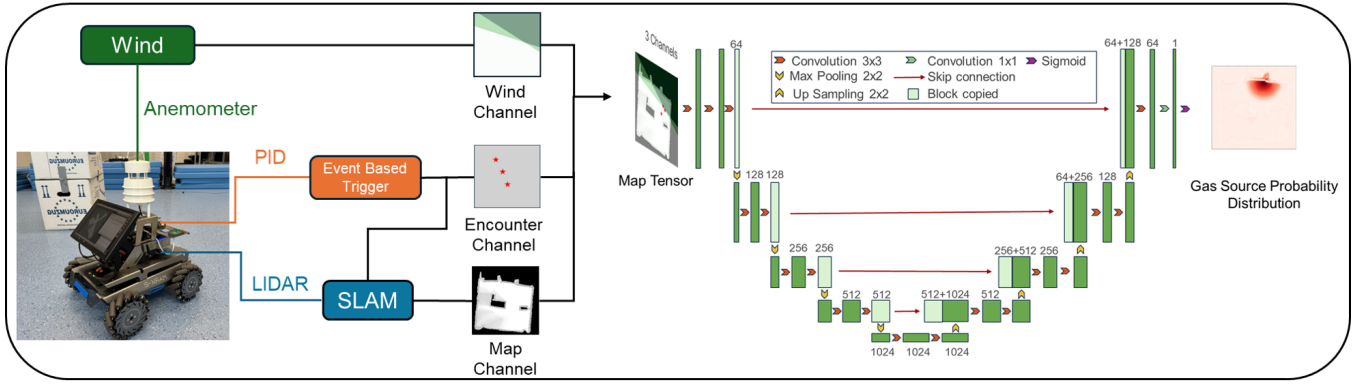 Wind
Anemometer
PID
Event Based
Trigger
LIDAR
SLAM
Wind
Channel
Encounter
Channel
Map
Channel
3 Channels
Map Tensor
Convolution 3x3
Convolution 1x1
Sigmoid
Max Pooling 2x2
Skip connection
Up Sampling 2x2
Block copied
64
64+128
64
1
128
128
64+256
128
256
256
256+512
256
512
512
512+1024
512
1024
1024
1024
Gas Source Probability
Distribution
EUROUMZUG